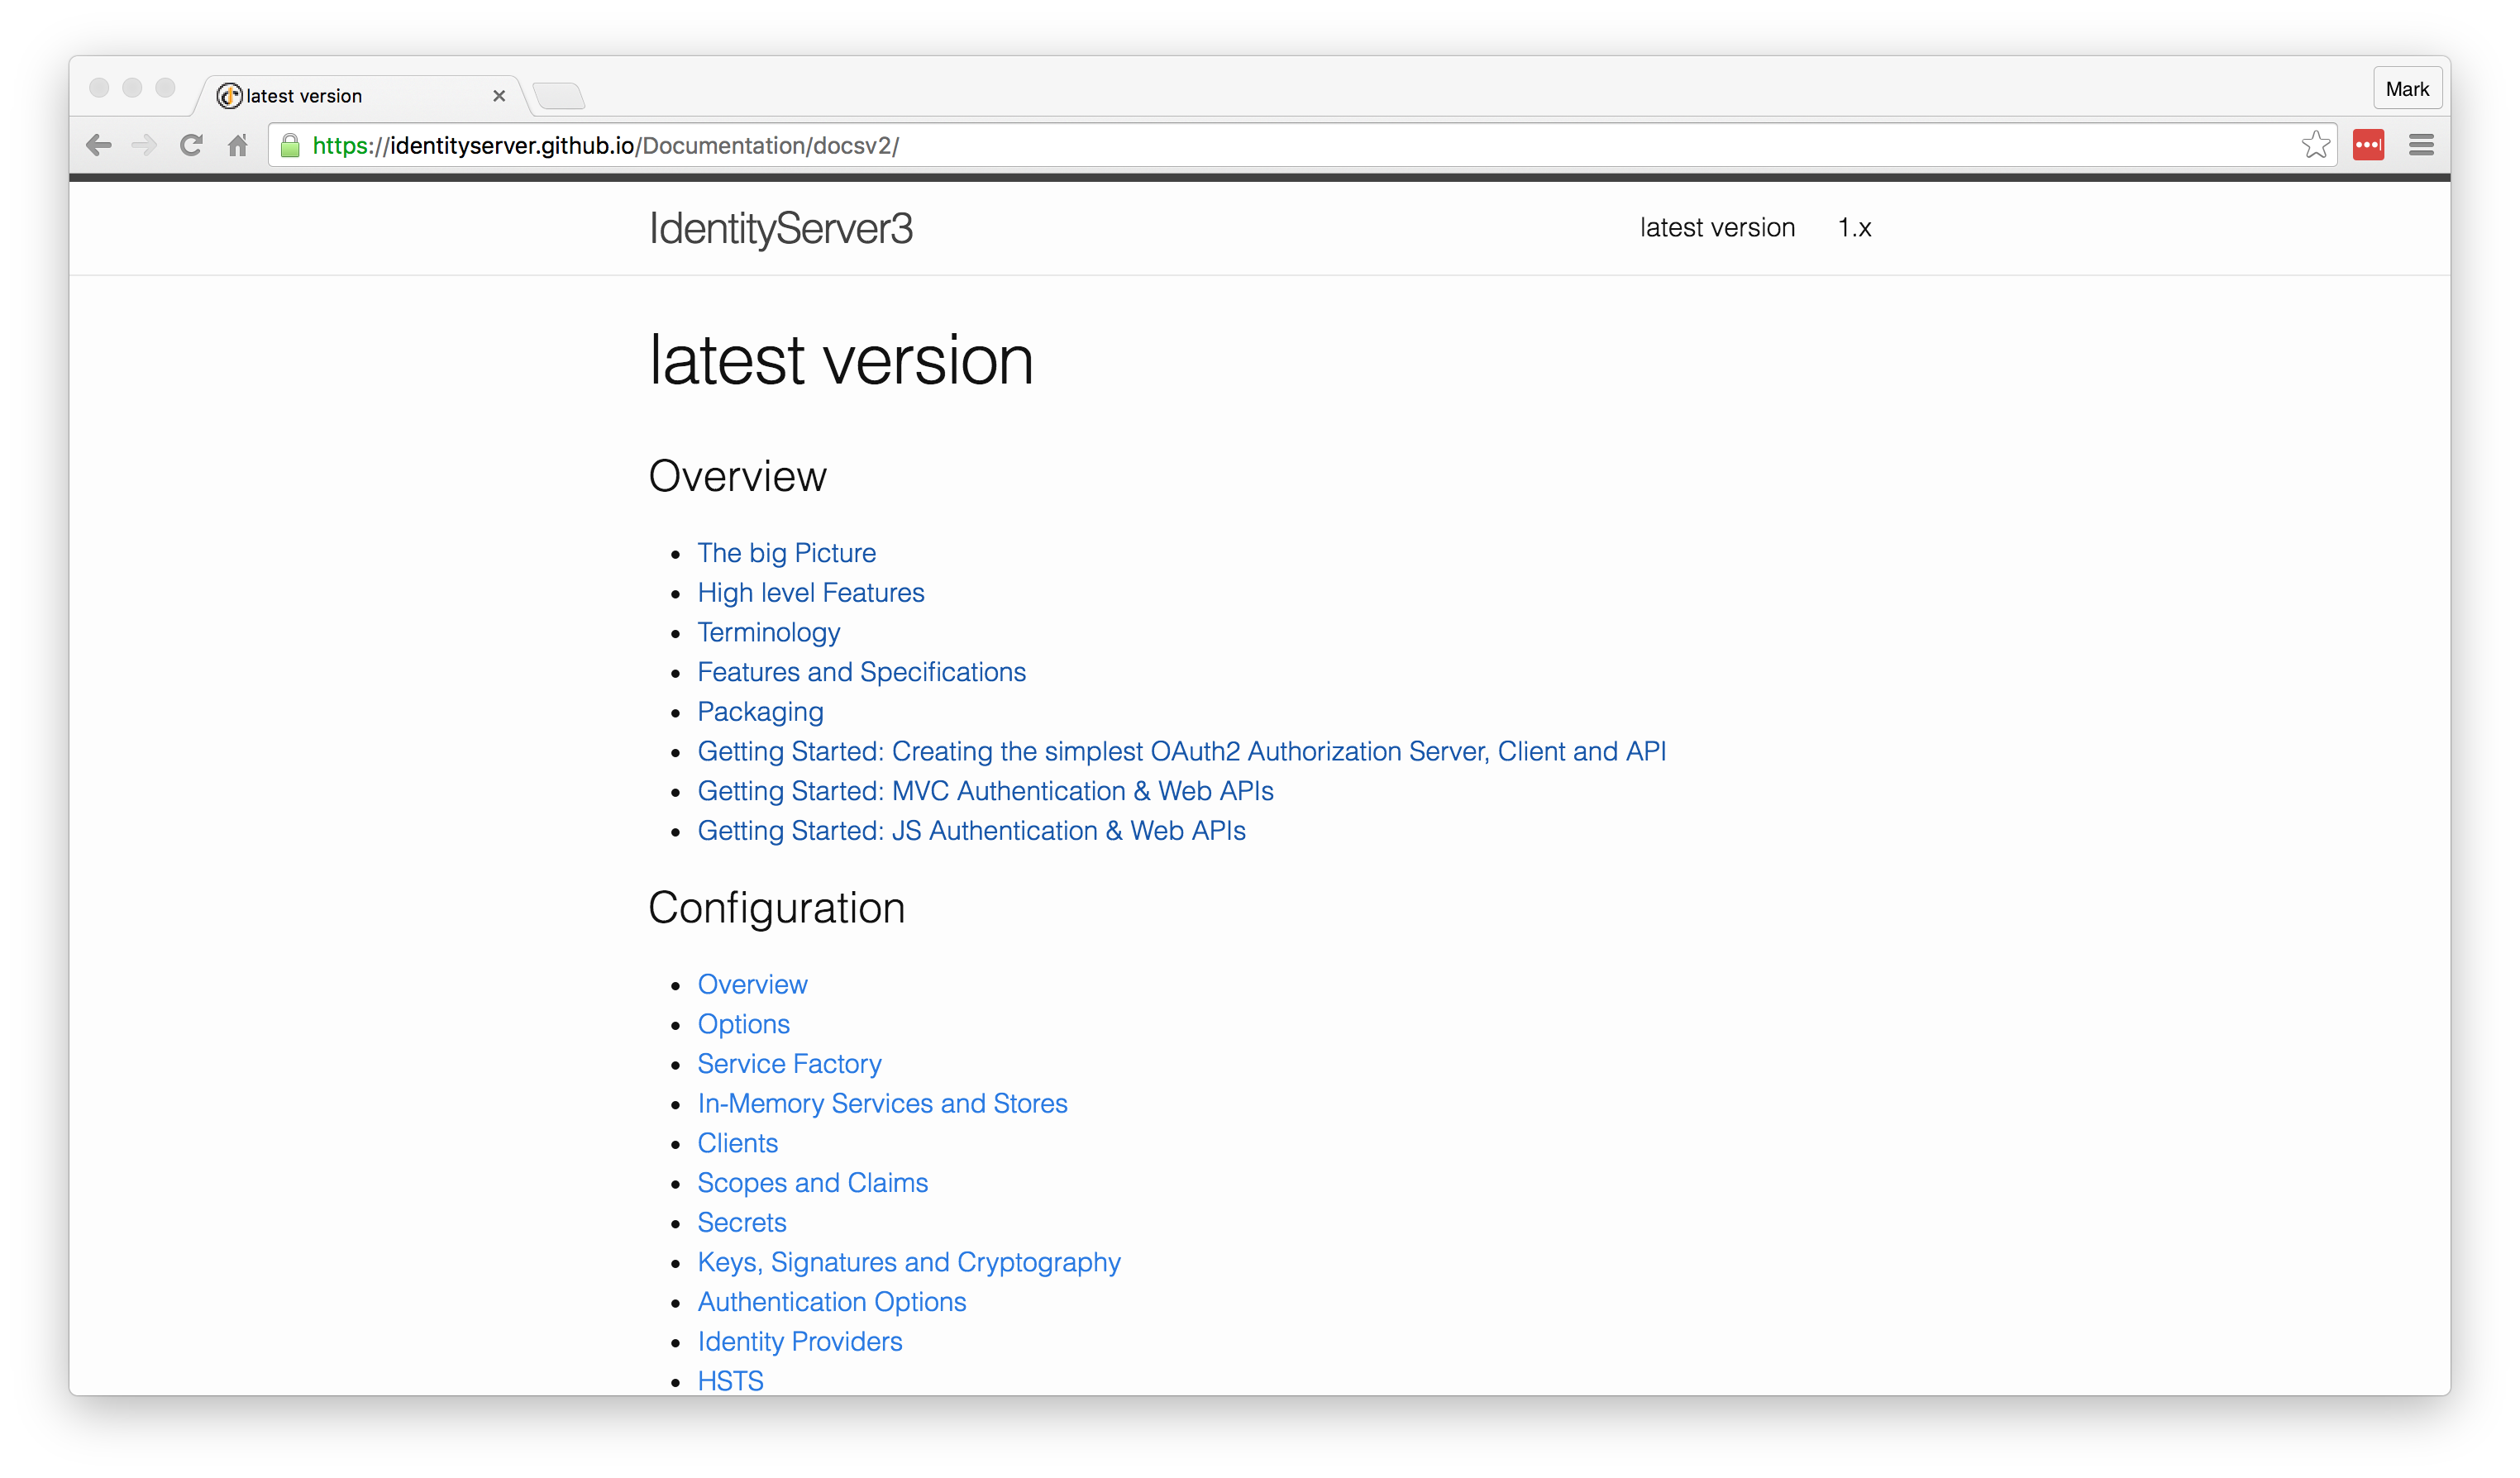 latest version
Mark
https://identityserver.github.io/Documentation/docsv2/
IdentityServer3
latest version 1.x
latest version
Overview
The big Picture
High level Features
Terminology
Features and Specifications
Packaging
Getting Started: Creating the simplest OAuth2 Authorization Server, Client and API
Getting Started: MVC Authentication & Web APIs
Getting Started: JS Authentication & Web APIs
Configuration
Overview
Options
Service Factory
In-Memory Services and Stores
Clients
Scopes and Claims
Secrets
Keys, Signatures and Cryptography
Authentication Options
Identity Providers
HSTS